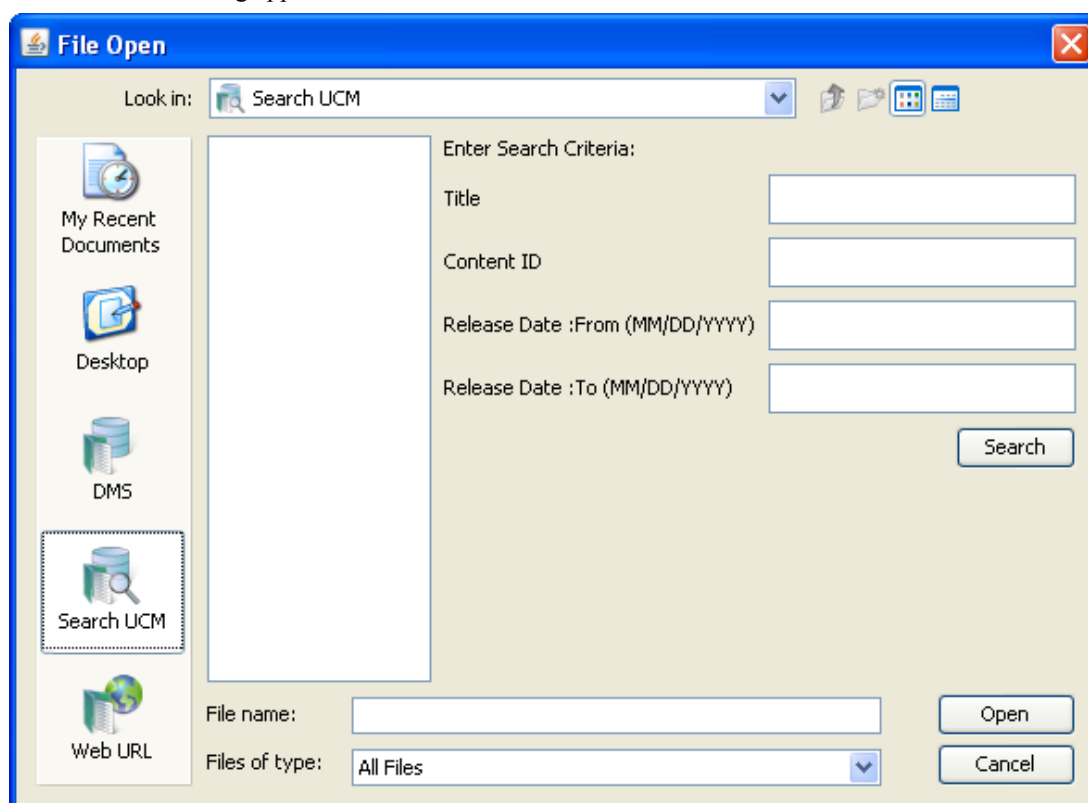 File Open
Look in:
Search UCM
My Recent
Documents
Desktop
DMS
Search UCM
Web URL
Enter Search Criteria:
Title
Content ID
Release Date :From (MM/DD/YYYY)
Release Date :To (MM/DD/YYYY)
Search
File name:
Open
Files of type:
All Files
Cancel